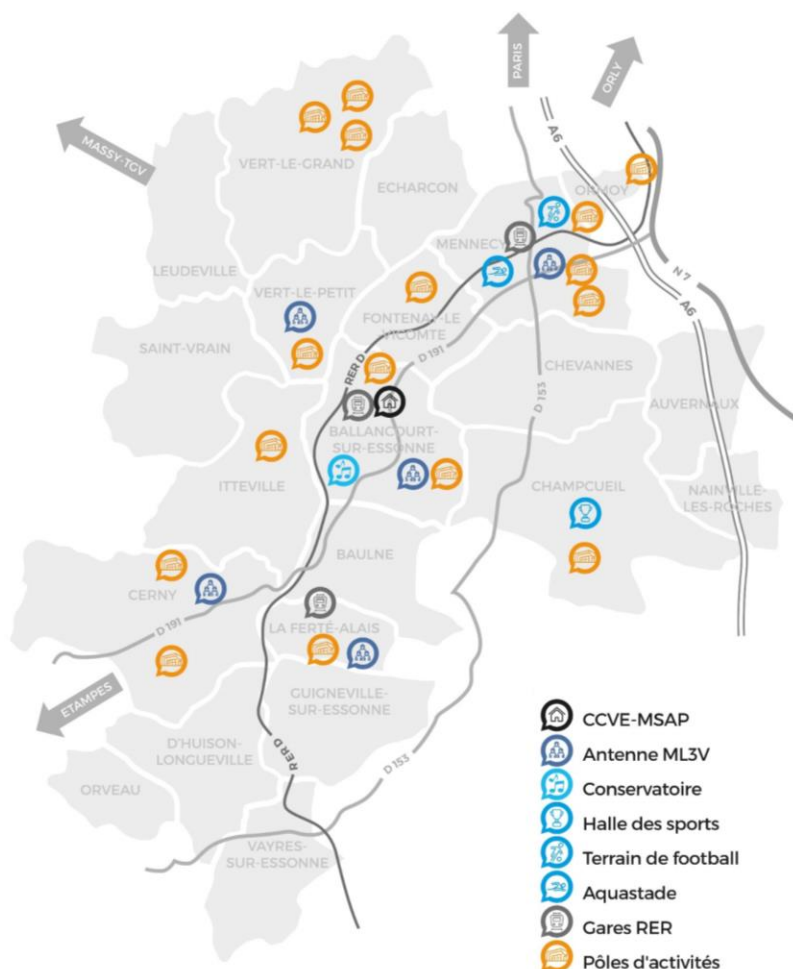 PARIS
ORLY
MASSY-TGV
A6
VERT-LE-GRAND
ECHARCON
ORMOY
MENNECY
LEUDEVILLE
VERT-LE-PETIT
N7
A6
FONTENAY-LE
VICOMTE
SAINT-VRAIN
RER D
D 191
CHEVANNES
D 153
AUVERNAUX
BALLANCOURT-
SUR-ESSONNE
ITTEVILLE
CHAMPCUEIL
NAINVILLE-
LES-ROCHES
BAULNE
CERNY
D 191
LA FERTÉ-ALAIS
ETAMPES
GUIGNEVILLE
SUR-ESSONNE
D'HUISON-
LONGUEVILLE
RER D
D 153
ORVEAU
VAYRES-
SUR-ESSONNE
CCVE-MSAP
Antenne ML3V
Conservatoire
Halle des sports
Terrain de football
Aquastade
Gares RER
Pôles d'activités